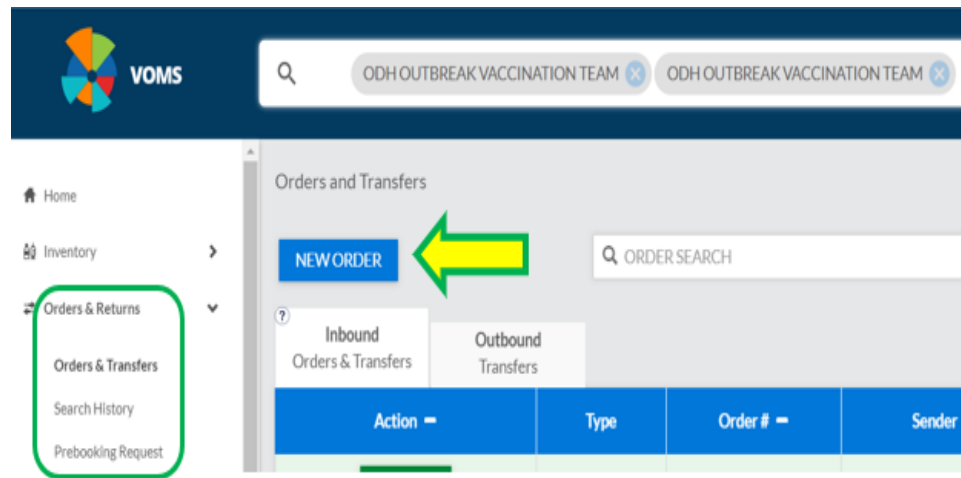 VOMS
ODH OUTBREAK VACCINATION TEAM ODH OUTBREAK VACCINATION TEAM
Home
Inventory
Orders & Returns
Orders & Transfers
Search History
Prebooking Request
Orders and Transfers
NEW ORDER
ORDER SEARCH
?
Inbound
Orders & Transfers
Outbound
Transfers
Action Type Order # Sender